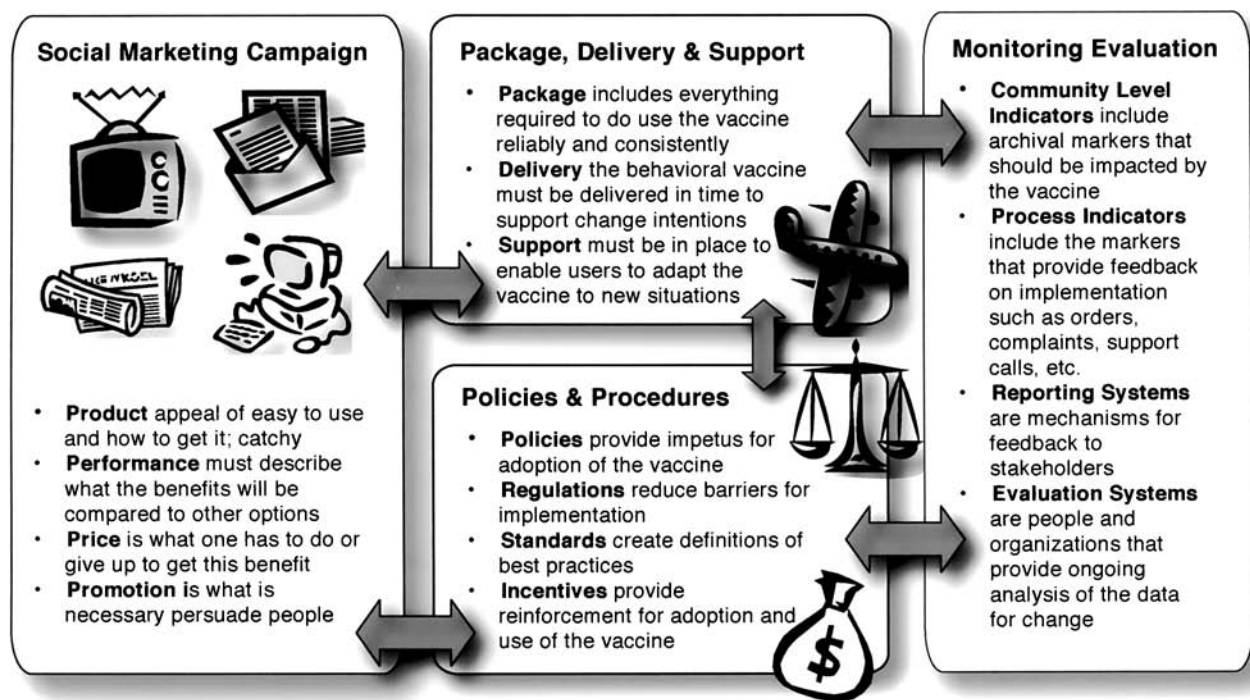 Social Marketing Campaign
• Product appeal of easy to use
and how to get it; catchy
• Performance must describe
what the benefits will be
compared to other options
• Price is what one has to do or
give up to get this benefit
• Promotion is what is
necessary persuade people
Package, Delivery & Support
• Package includes everything
required to do use the vaccine
reliably and consistently
• Delivery the behavioral vaccine
must be delivered in time to
support change intentions
• Support must be in place to
enable users to adapt the
vaccine to new situations
Policies & Procedures
• Policies provide impetus for
adoption of the vaccine
• Regulations reduce barriers for
implementation
• Standards create definitions of
best practices
• Incentives provide
reinforcement for adoption and
use of the vaccine
$
Monitoring Evaluation
• Community Level
Indicators include
archival markers that
should be impacted by
the vaccine
• Process Indicators
include the markers
that provide feedback
on implementation
such as orders,
complaints, support
calls, etc.
• Reporting Systems
are mechanisms for
feedback to
stakeholders
• Evaluation Systems
are people and
organizations that
provide ongoing
analysis of the data
for change